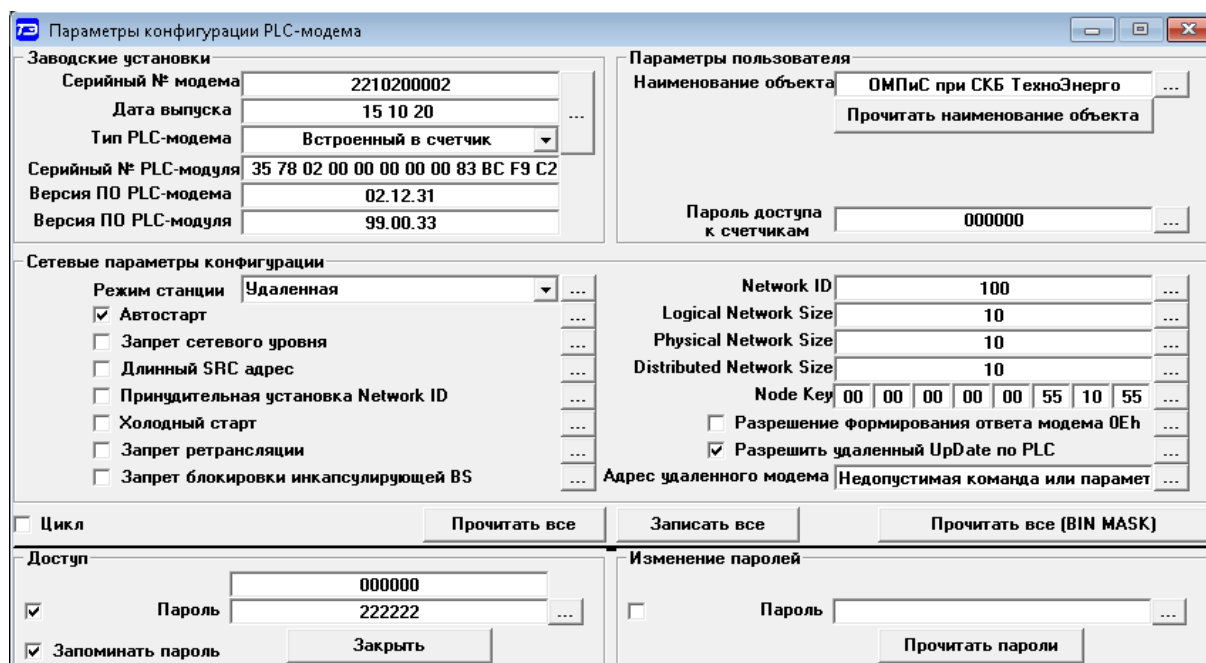 ТЭ Параметры конфигурации PLC-модема
Заводские установки
Серийный № модема 2210200002 ...
Дата выпуска 15 10 20
Тип PLC-модема Встроенный в счетчик
Серийный № PLC-модуля 35 78 02 00 00 00 00 00 83 BC F9 C2
Версия ПО PLC-модема 02.12.31
Версия ПО PLC-модуля 99.00.33
Параметры пользователя
Наименование объекта ОМПиС при СКБ ТехноЭнерго ...
Прочитать наименование объекта
Пароль доступа
к счетчикам 000000 ...
Сетевые параметры конфигурации
Режим станции Удаленная ...
Автостарт ...
Запрет сетевого уровня ...
Длинный SRC адрес ...
Принудительная установка Network ID ...
Холодный старт ...
Запрет ретрансляции ...
Запрет блокировки инкапсулирующей BS ...
Network ID 100 ...
Logical Network Size 10 ...
Physical Network Size 10 ...
Distributed Network Size 10 ...
Node Key 00 00 00 00 00 55 10 55 ...
Разрешение формирования ответа модема 0Eh ...
Разрешить удаленный UpDate по PLC ...
Адрес удаленного модема Недопустимая команда или парамет ...
Цикл Прочитать все Записать все Прочитать все (BIN MASK)
Доступ
000000
Пароль 222222 ...
Запоминать пароль Закрыть
Изменение паролей
Пароль ...
Прочитать пароли